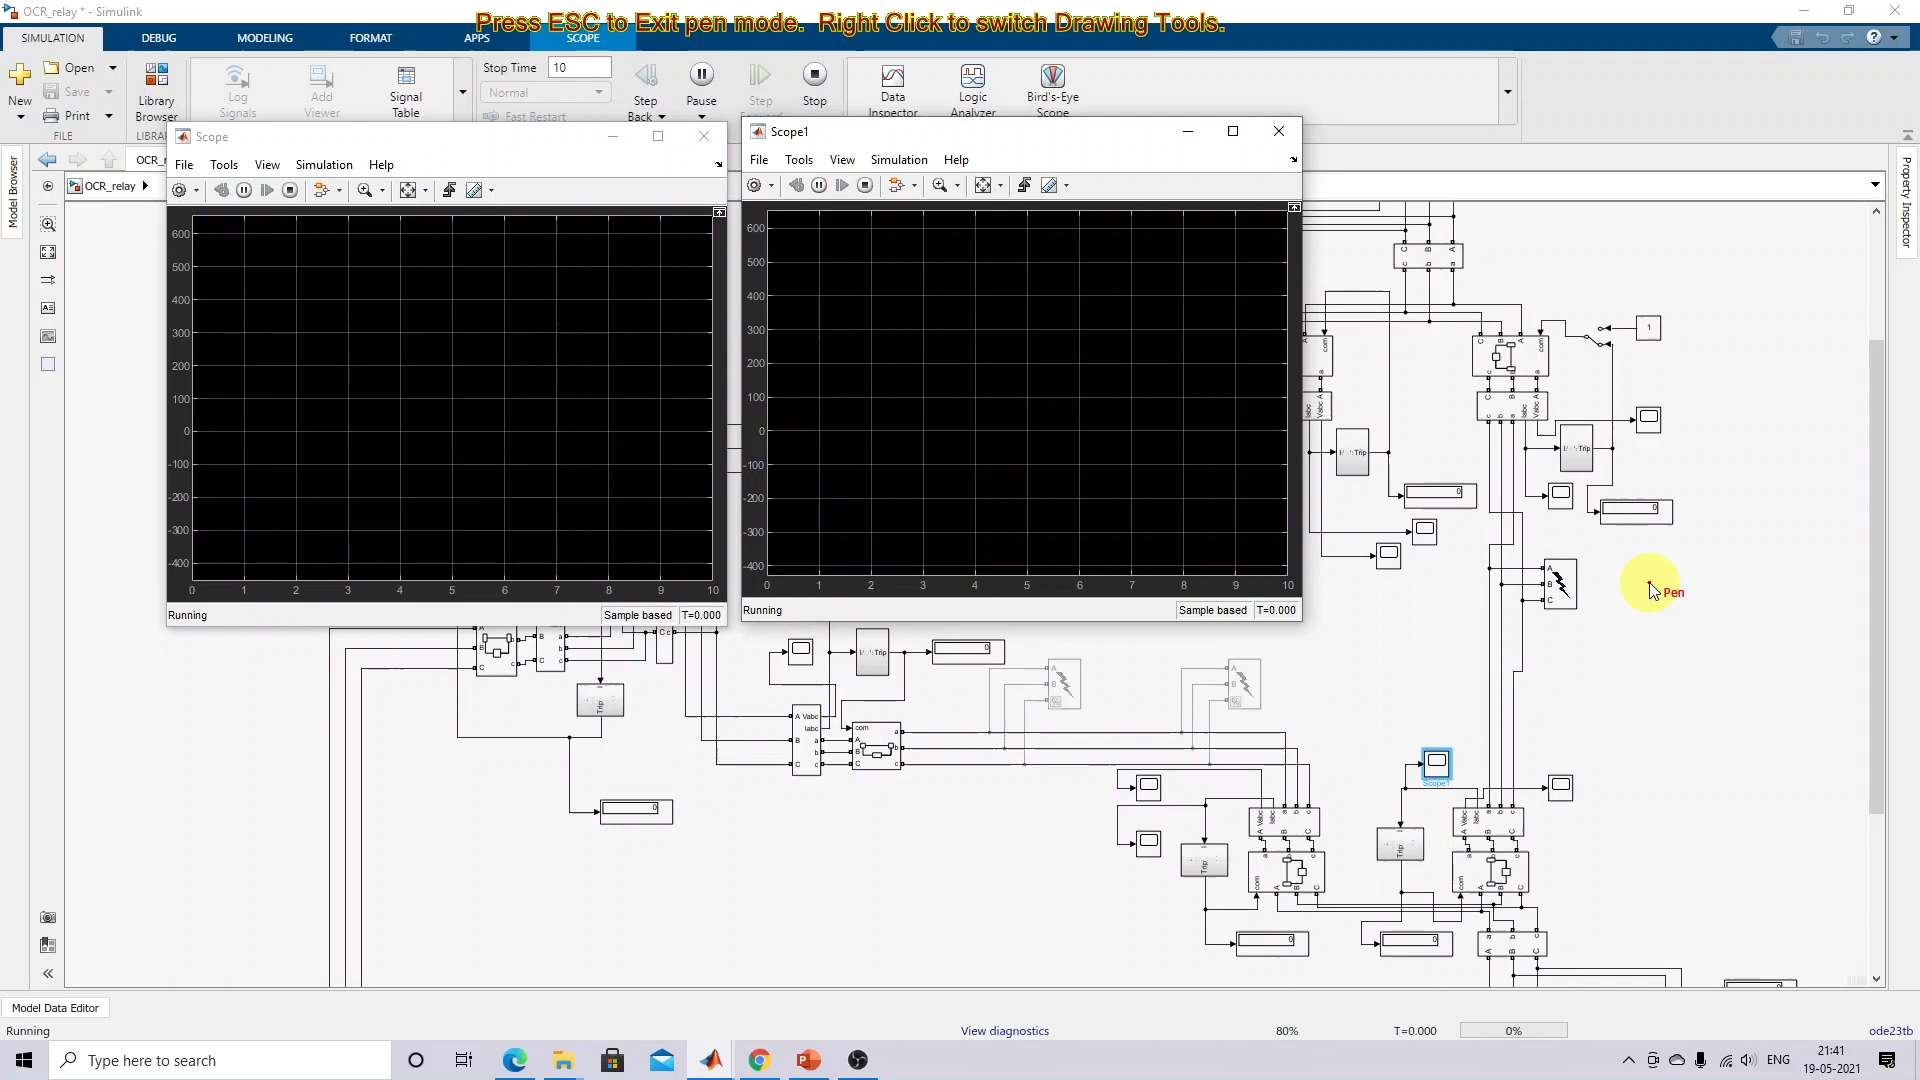 OCR_relay * - Simulink
Press ESC to Exit pen mode.  Right Click to switch Drawing Tools.
SIMULATION DEBUG MODELING FORMAT APPS SCOPE
New Open Save Print FILE
Library Browser
Log Signals Add Viewer Signal Table
Stop Time 10
Normal
Fast Restart
Step Back Pause Step Stop
Data Inspector Logic Analyzer Bird's-Eye Scope
Model Browser
Property Inspector
OCR_relay
Scope
File Tools View Simulation Help
600
500
400
300
200
100
0
-100
-200
-300
-400
0 1 2 3 4 5 6 7 8 9 10
Running Sample based T=0.000
Scope1
File Tools View Simulation Help
600
500
400
300
200
100
0
-100
-200
-300
-400
0 1 2 3 4 5 6 7 8 9 10
Running Sample based T=0.000
Pen
Scope1
Model Data Editor
Running View diagnostics 80% T=0.000 0% ode23tb
Type here to search
ENG
21:41
19-05-2021